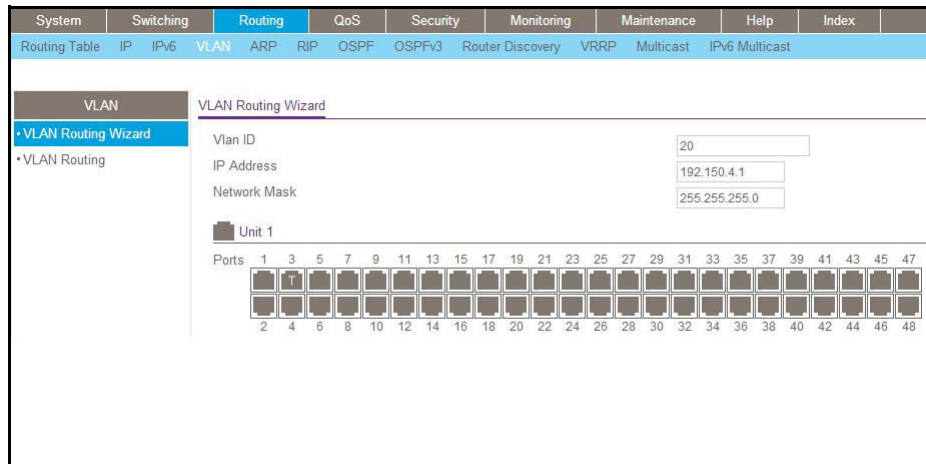 System Switching Routing QoS Security Monitoring Maintenance Help Index
Routing Table IP IPv6 VLAN ARP RIP OSPF OSPFv3 Router Discovery VRRP Multicast IPv6 Multicast
VLAN
• VLAN Routing Wizard
• VLAN Routing
VLAN Routing Wizard
Vlan ID 20
IP Address 192.150.4.1
Network Mask 255.255.255.0
Unit 1
Ports 1 3 5 7 9 11 13 15 17 19 21 23 25 27 29 31 33 35 37 39 41 43 45 47
T
2 4 6 8 10 12 14 16 18 20 22 24 26 28 30 32 34 36 38 40 42 44 46 48